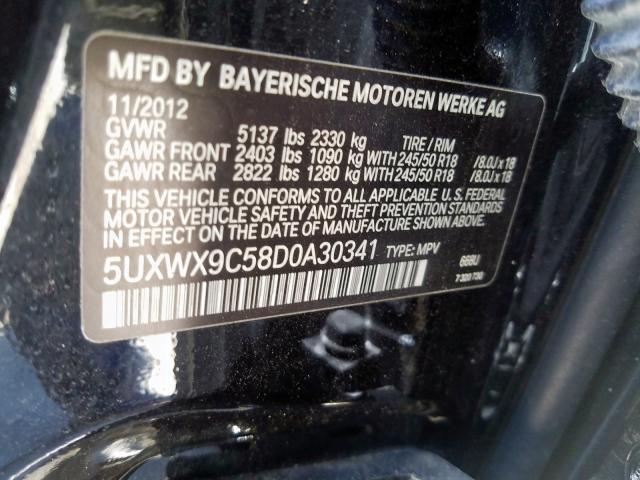 MFD BY BAYERISCHE MOTOREN WERKE AG
11/2012
GVWR 5137 lbs 2330 kg TIRE / RIM
GAWR FRONT 2403 lbs 1090 kg WITH 245/50 R18 / 8.0J x 18
GAWR REAR 2822 lbs 1280 kg WITH 245/50 R18 / 8.0J x 18
THIS VEHICLE CONFORMS TO ALL APPLICABLE U. S. FEDERAL
MOTOR VEHICLE SAFETY AND THEFT PREVENTION STANDARDS
IN EFFECT ON THE DATE OF MANUFACTURE SHOWN ABOVE.
5UXWX9C58D0A30341 TYPE: MPV 668U
7 320 730